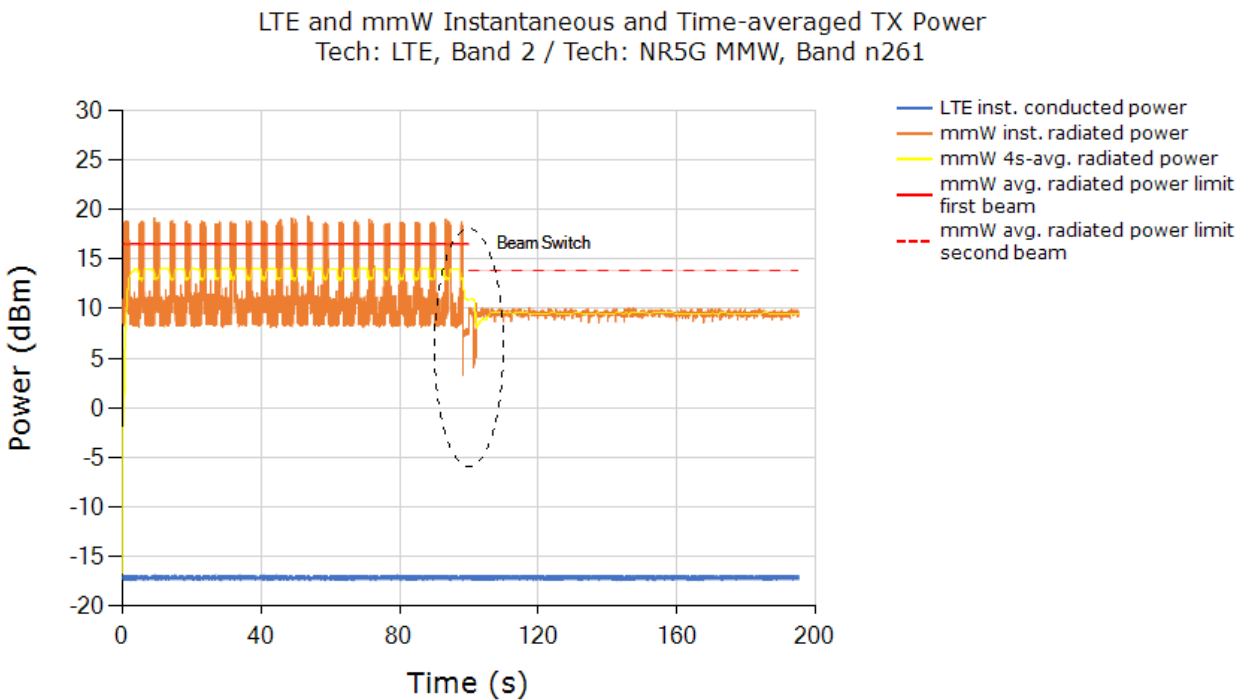 LTE and mmW Instantaneous and Time-averaged TX Power
Tech: LTE, Band 2 / Tech: NR5G MMW, Band n261
30
25
20
15
10
5
0
-5
-10
-15
-20
Power (dBm)
Beam Switch
0
40
80
120
160
200
Time (s)
LTE inst. conducted power
mmW inst. radiated power
mmW 4s-avg. radiated power
mmW avg. radiated power limit
first beam
mmW avg. radiated power limit
second beam